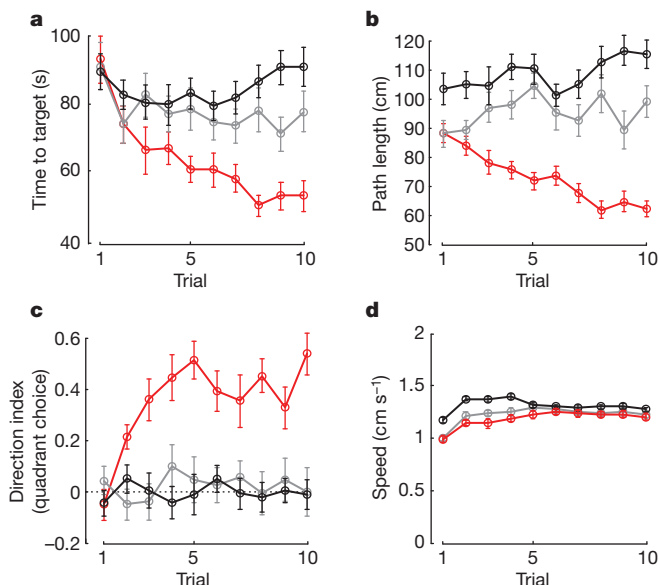 a
Time to target (s)
100
80
60
40
1
5
10
Trial
b
Path length (cm)
120
110
100
90
80
70
60
50
1
5
10
Trial
c
Direction index
(quadrant choice)
0.6
0.4
0.2
0
–0.2
1
5
10
Trial
d
Speed (cm s⁻¹)
2
1.5
1
0.5
0
1
5
10
Trial